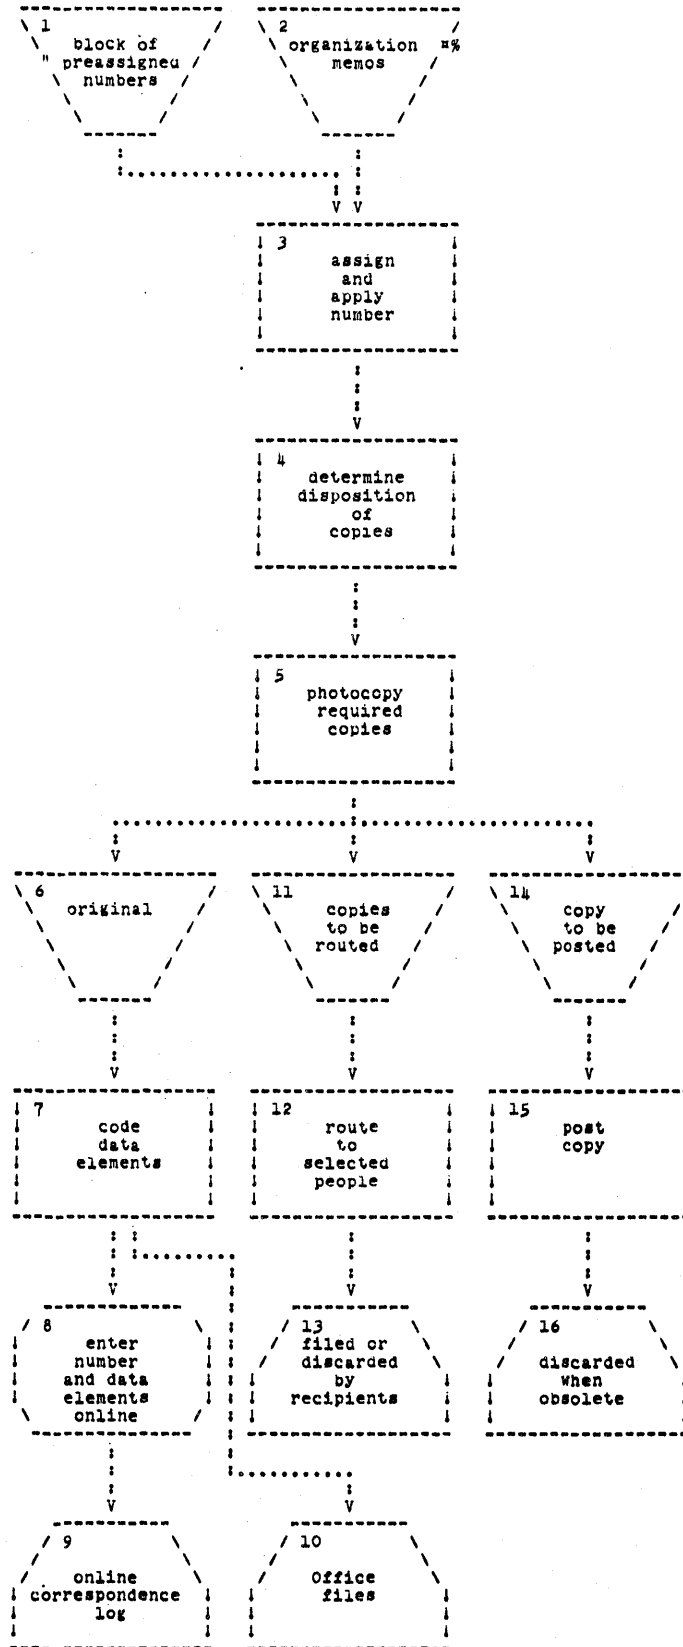 1
block of
" preassigned
numbers
2
organization ¤%
memos
3
assign
and
apply
number
4
determine
disposition
of
copies
5
photocopy
required
copies
6
original
11
copies
to be
routed
14
copy
to be
posted
7
code
data
elements
12
route
to
selected
people
15
post
copy
8
enter
number
and data
elements
online
13
filed or
discarded
by
recipients
16
discarded
when
obsolete
9
online
correspondence
log
10
Office
files